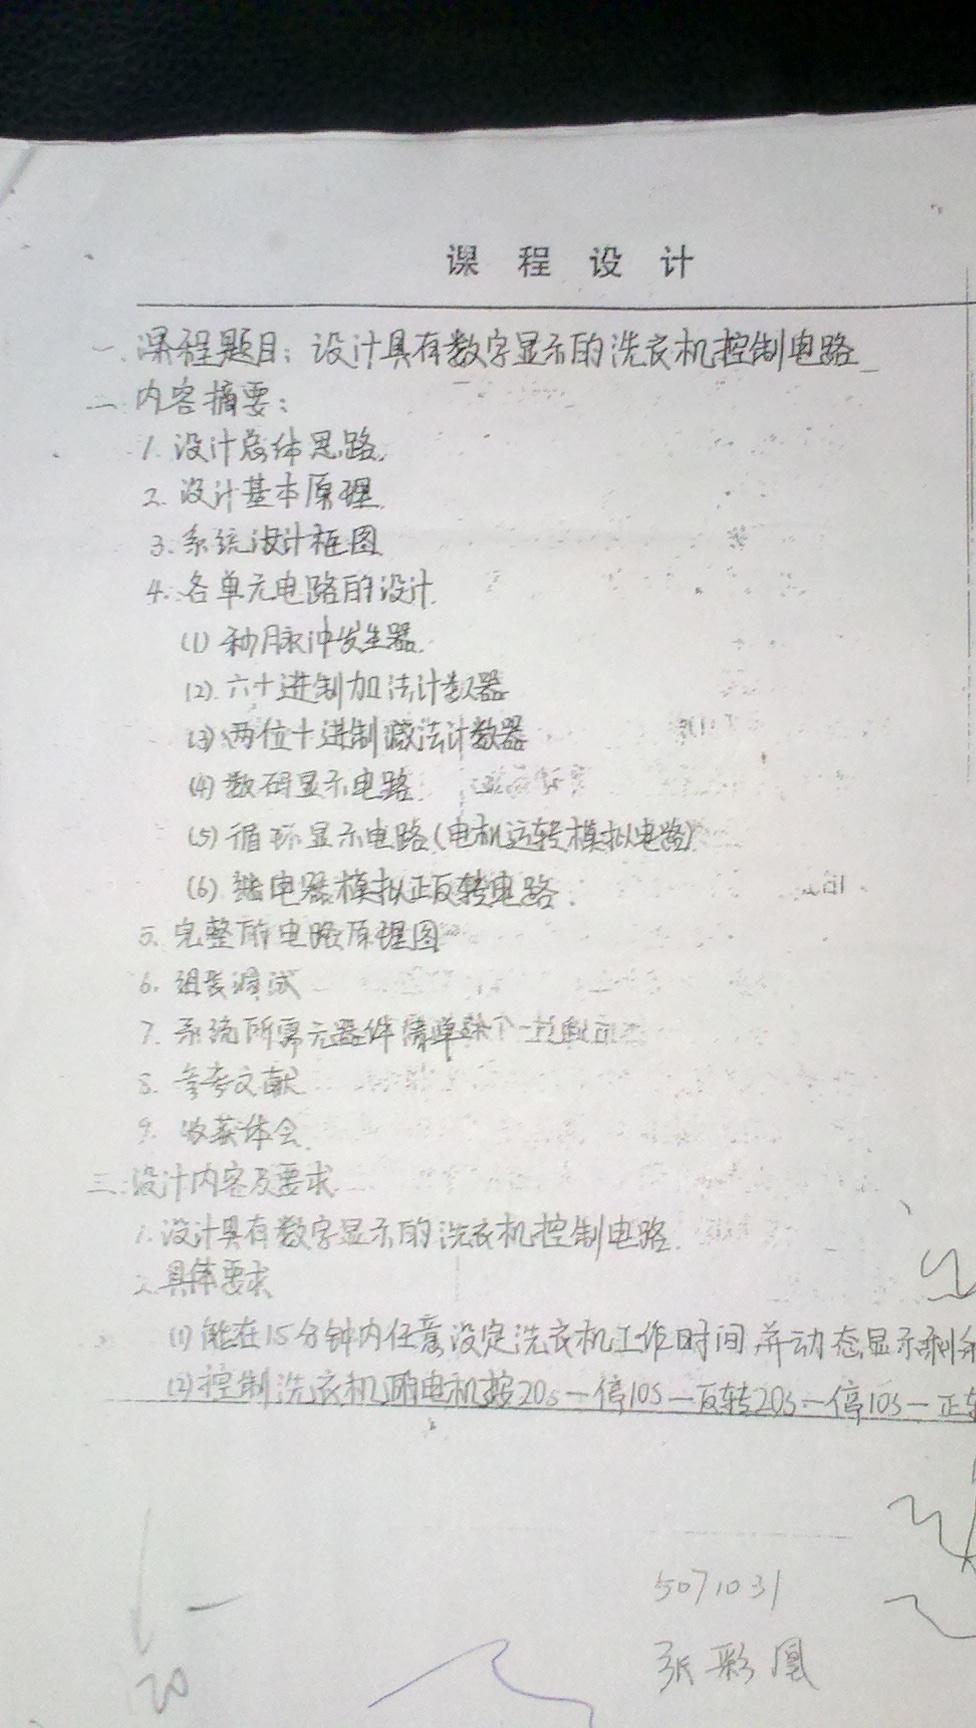 课 程 设 计
一. 课程题目: 设计具有数字显示的洗衣机控制电路
二. 内容摘要:
1. 设计总体思路.
2. 设计基本原理.
3. 系统设计框图
4. 各单元电路的设计.
(1) 秒脉冲发生器.
(2) 六十进制加法计数器
(3) 两位十进制减法计数器
(4) 数码显示电路.
(5) 循环显示电路(电机运转模拟电路)
(6) 继电器模拟正反转电路.
5. 完整的电路原理图
6. 组装调试
7. 系统所需元器件清单
8. 参考文献
9. 收获体会.
三. 设计内容及要求.
1. 设计具有数字显示的洗衣机控制电路.
2. 具体要求
(1) 能在15分钟内任意设定洗衣机工作时间, 并动态显示剩
(2) 控制洗衣机 电机按20s—停10s—反转20s—停10s—正
20
5071031
张彩凤